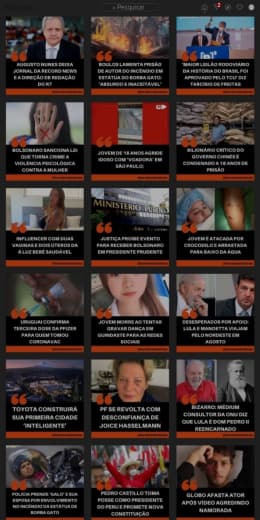 Pesquisar
AUGUSTO NUNES DEIXA
JORNAL DA RECORD NEWS
E A DIREÇÃO DE REDAÇÃO
DO R7
BOULOS LAMENTA PRISÃO
DE AUTOR DO INCÊNDIO EM
ESTATUA DO BORBA GATO:
'ABSURDO E INACEITÁVEL'
'MAIOR LEILÃO RODOVIÁRIO
DA HISTÓRIA DO BRASIL FOI
APROVADO PELO TCU' DIZ
TARCISIO DE FREITAS
BOLSONARO SANCIONA LEI
QUE TORNA CRIME A
VIOLÊNCIA PSICOLÓGICA
CONTRA A MULHER
JOVEM DE 18 ANOS AGRIDE
IDOSO COM 'VOADORA' EM
SÃO PAULO;
BILIONÁRIO CRÍTICO DO
GOVERNO CHINÊS É
CONDENADO A 18 ANOS DE
PRISÃO
INFLUENCER COM DUAS
VAGINAS E DOIS ÚTEROS DA
À LUZ BEBÊ SAUDÁVEL
MINISTÉRIO PÚBLICO
JUSTIÇA PROIBE EVENTO
PARA RECEBER BOLSONARO
EM PRESIDENTE PRUDENTE
JOVEM É ATACADA POR
CROCODILO E ARRASTADA
PARA BAIXO DA AGUA
URUGUAI CONFIRMA
TERCEIRA DOSE DA PFIZER
PARA QUEM TOMOU
CORONAVAC
JOVEM MORRE AO TENTAR
GRAVAR DANÇA EM
GUINDASTE PARA AS REDES
SOCIAIS
DESESPERADOS POR APOIO:
LULA E MANDETTA VIAJAM
PELO NORDESTE EM
AGOSTO
TOYOTA CONSTRUIRÁ
SUA PRIMEIRA CIDADE
'INTELIGENTE'
PF SE REVOLTA COM
DESCONFIANÇA DE
JOICE HASSELMANN
BIZARRO: MÉDIUM
CONSULTOR DA ONU DIZ
QUE LULA É DOM PEDRO II
REENCARNADO
POLÍCIA PRENDE 'GALO' E SUA
ESPOSA POR ENVOLVIMENTO
NO INCÊNDIO DA ESTATUA DE
BORBA GATO
PEDRO CASTILLO TOMA
POSSE COMO PRESIDENTE
DO PERU E PROMETE NOVA
CONSTITUIÇÃO
GLOBO AFASTA ATOR
APÓS VÍDEO AGREDINDO
NAMORADA